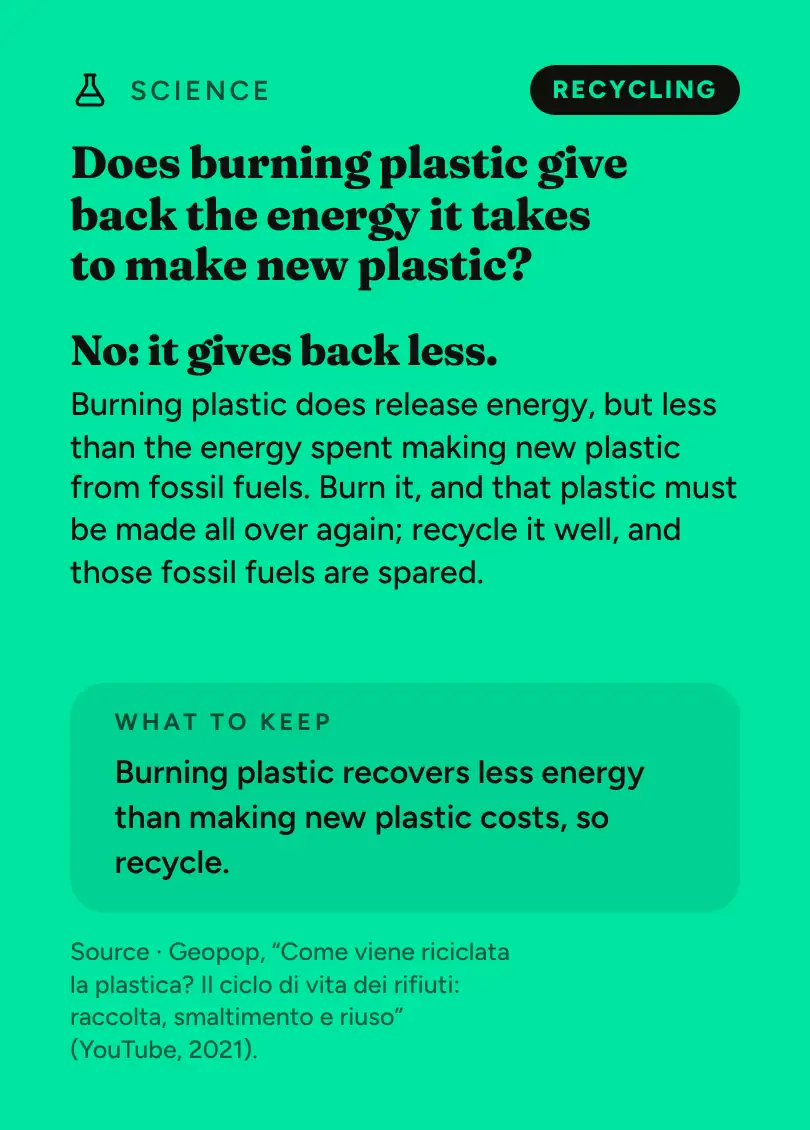 SCIENCE
RECYCLING
Does burning plastic give
back the energy it takes
to make new plastic?
No: it gives back less.
Burning plastic does release energy, but less
than the energy spent making new plastic
from fossil fuels. Burn it, and that plastic must
be made all over again; recycle it well, and
those fossil fuels are spared.
WHAT TO KEEP
Burning plastic recovers less energy
than making new plastic costs, so
recycle.
Source · Geopop, “Come viene riciclata
la plastica? Il ciclo di vita dei rifiuti:
raccolta, smaltimento e riuso”
(YouTube, 2021).